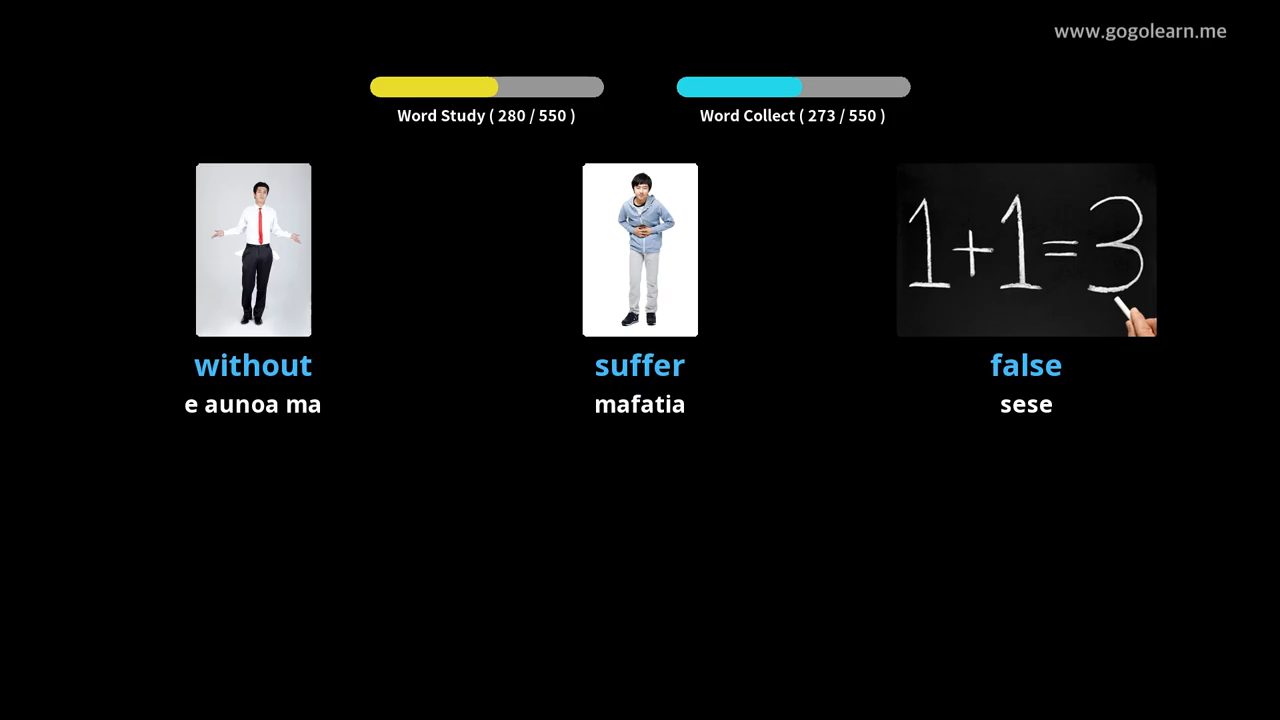 www.gogolearn.me
Word Study ( 280 / 550 )
Word Collect ( 273 / 550 )
1+1=3
without
suffer
false
e aunoa ma
mafatia
sese